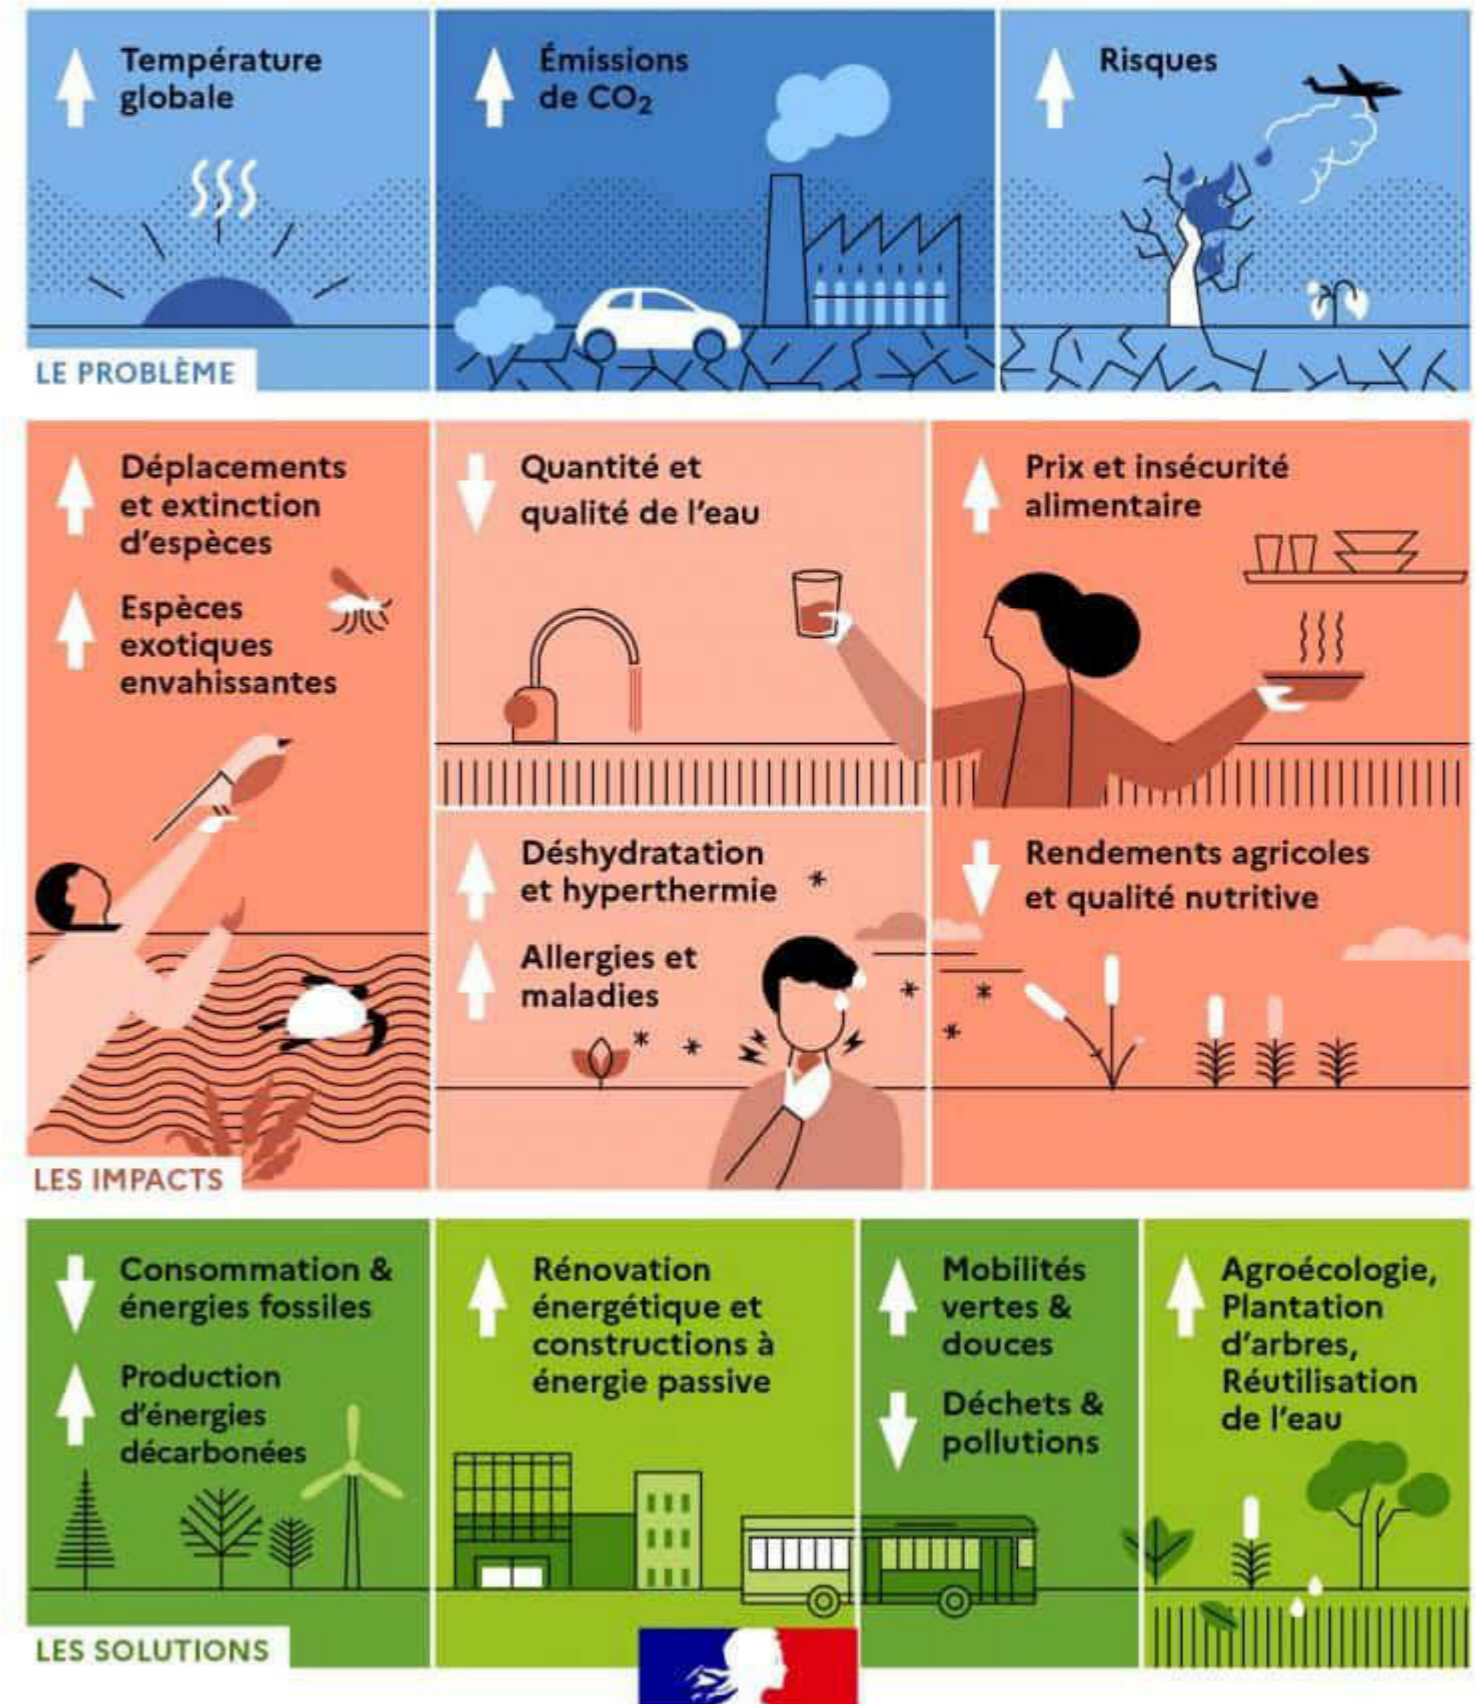 Température
globale
Émissions
de CO₂
Risques
LE PROBLÈME
Déplacements
et extinction
d'espèces
Espèces
exotiques
envahissantes
Quantité et
qualité de l'eau
Prix et insécurité
alimentaire
Déshydratation
et hyperthermie
Allergies et
maladies
Rendements agricoles
et qualité nutritive
LES IMPACTS
Consommation &
énergies fossiles
Production
d'énergies
décarbonées
Rénovation
énergétique et
constructions à
énergie passive
Mobilités
vertes &
douces
Déchets &
pollutions
Agroécologie,
Plantation
d'arbres,
Réutilisation
de l'eau
LES SOLUTIONS